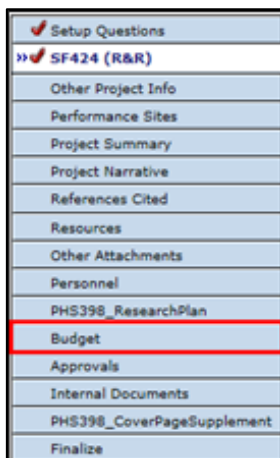 Setup Questions
»SF424 (R&R)
Other Project Info
Performance Sites
Project Summary
Project Narrative
References Cited
Resources
Other Attachments
Personnel
PHS398_ResearchPlan
Budget
Approvals
Internal Documents
PHS398_CoverPageSupplement
Finalize